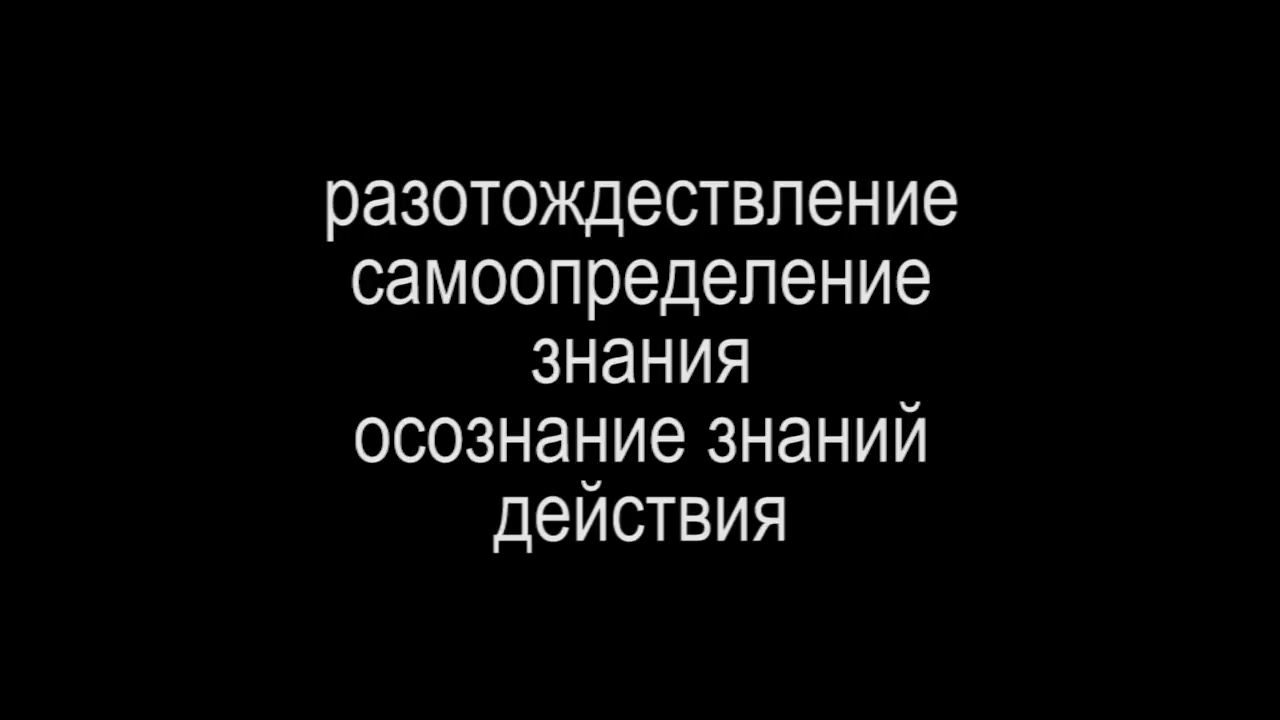 разотождествление
самоопределение
знания
осознание знаний
действия